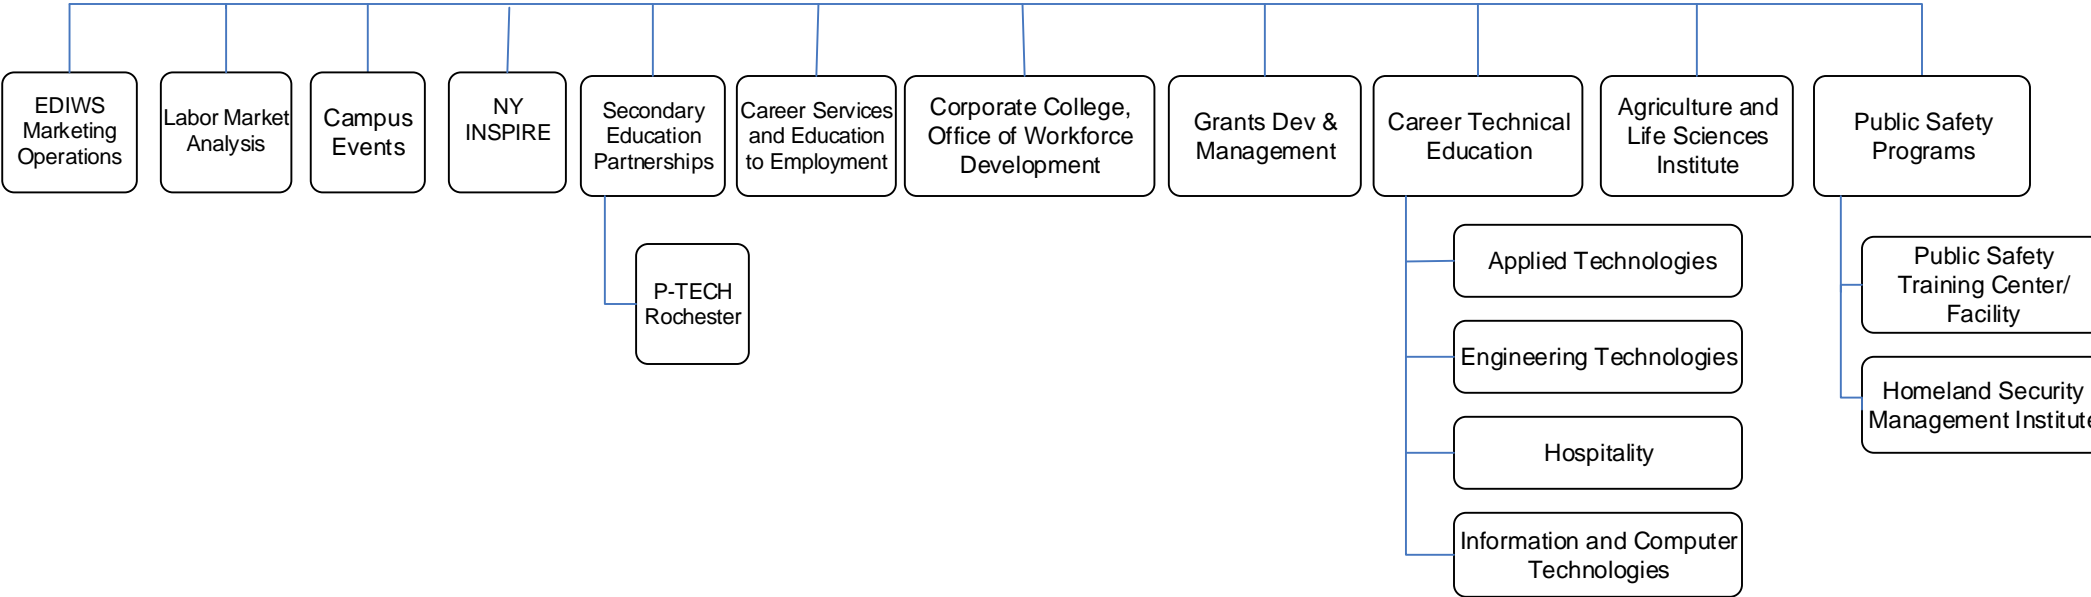 EDIWS
Marketing
Operations
Labor Market
Analysis
Campus
Events
NY
INSPIRE
Secondary
Education
Partnerships
Career Services
and Education
to Employment
Corporate College,
Office of Workforce
Development
Grants Dev &
Management
Career Technical
Education
Agriculture and
Life Sciences
Institute
Public Safety
Programs
P-TECH
Rochester
Applied Technologies
Engineering Technologies
Hospitality
Information and Computer
Technologies
Public Safety
Training Center/
Facility
Homeland Security
Management Institute